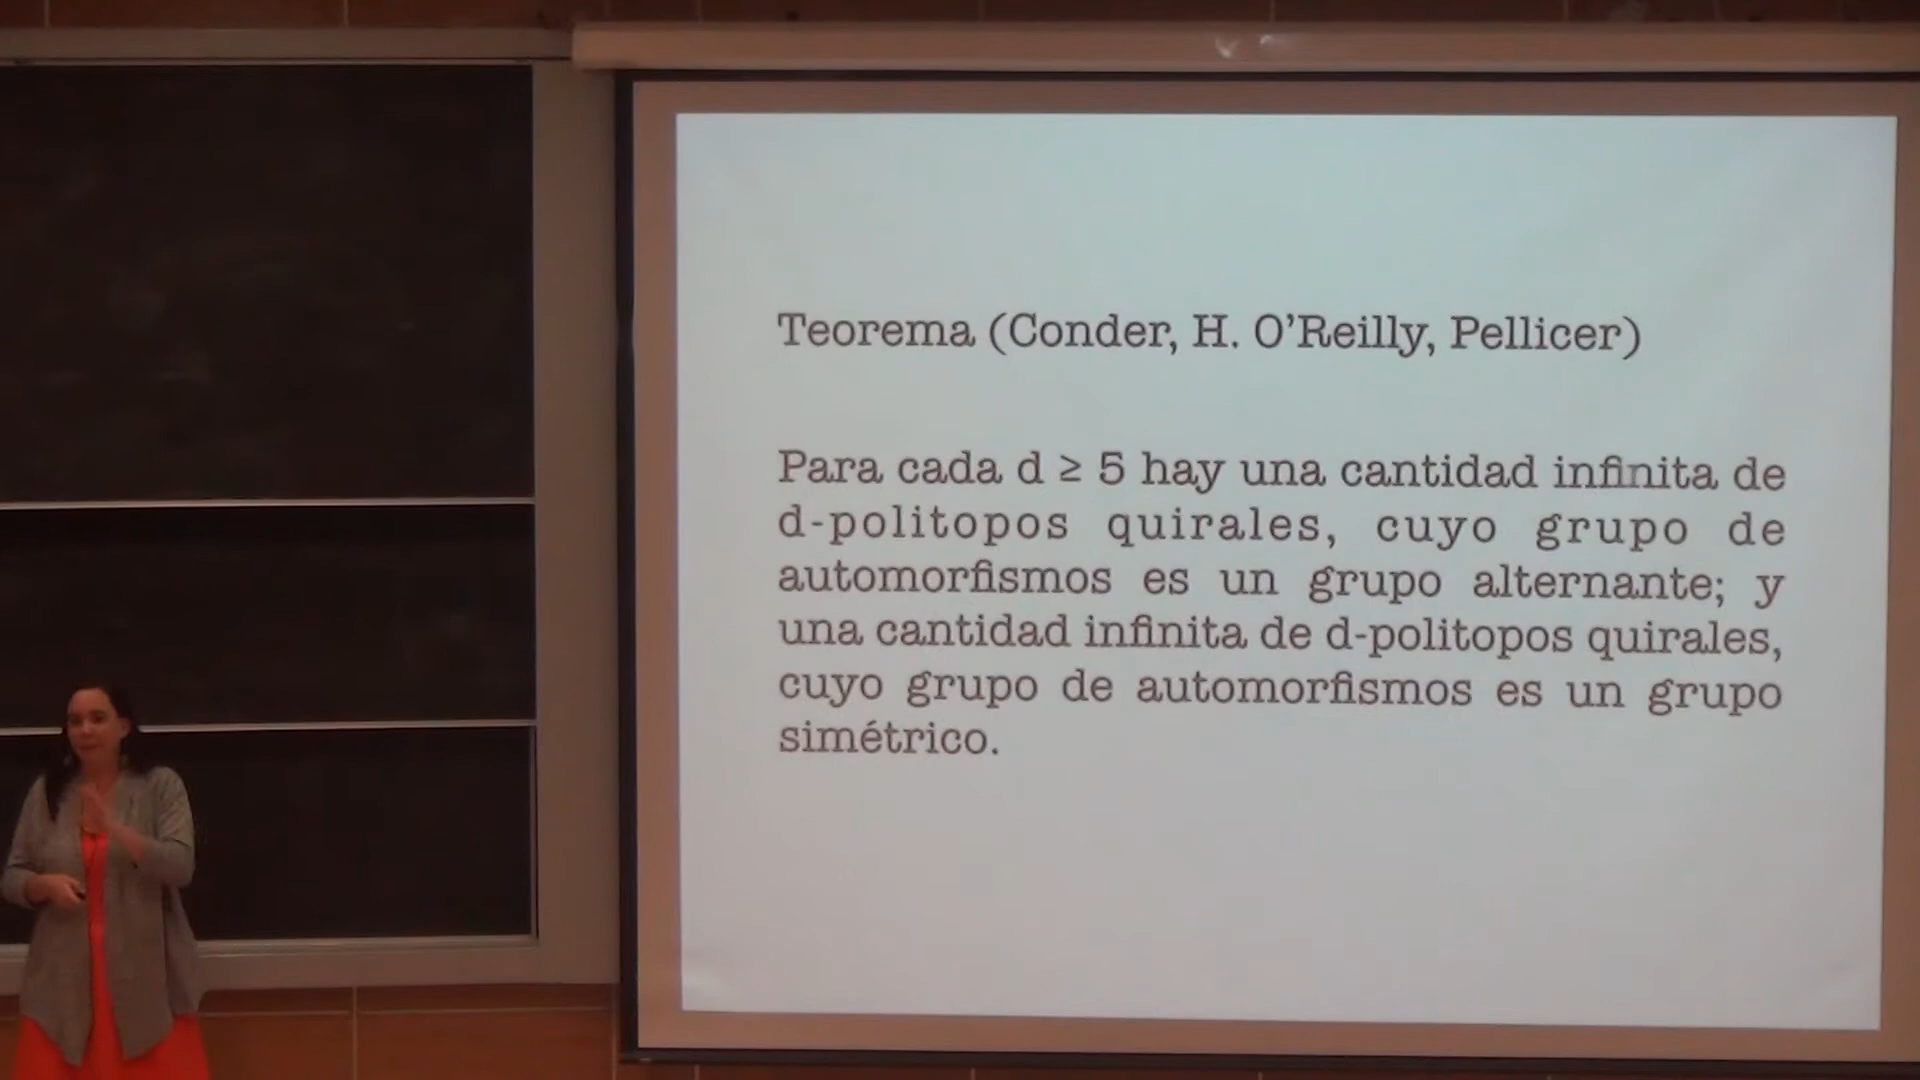 Teorema (Conder, H. O'Reilly, Pellicer)
Para cada d ≥ 5 hay una cantidad infinita de
d-politopos quirales, cuyo grupo de
automorfismos es un grupo alternante; y
una cantidad infinita de d-politopos quirales,
cuyo grupo de automorfismos es un grupo
simétrico.